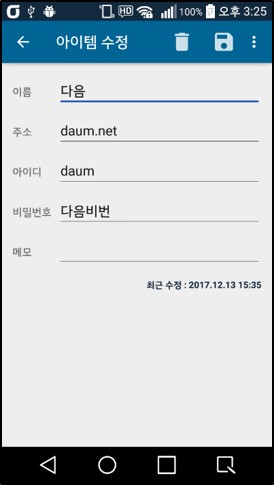 HD 100% 오후 3:25
아이템 수정
이름 다음
주소 daum.net
아이디 daum
비밀번호 다음비번
메모
최근 수정 : 2017.12.13 15:35